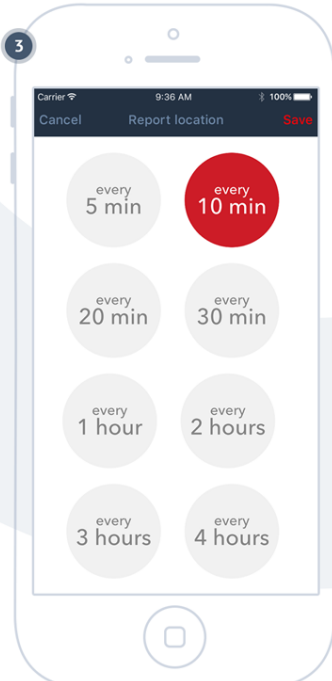 3
Carrier 9:36 AM 100%
Cancel Report location Save
every
5 min
every
10 min
every
20 min
every
30 min
every
1 hour
every
2 hours
every
3 hours
every
4 hours